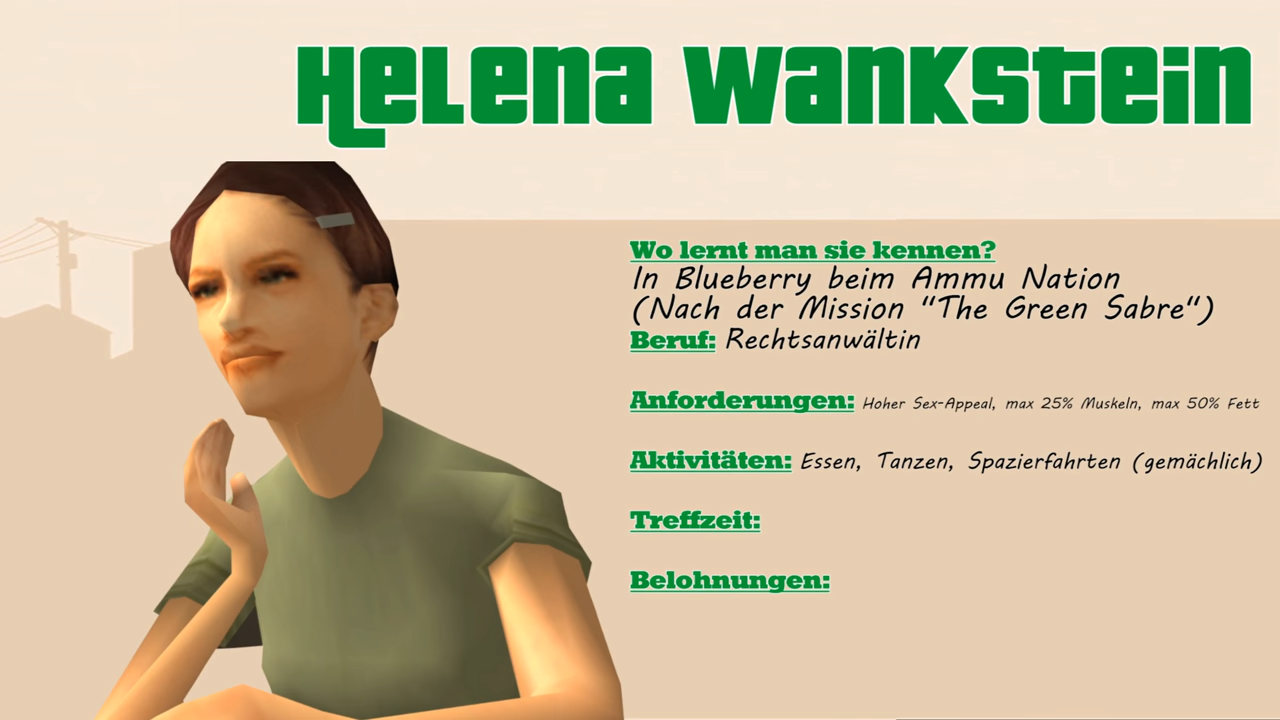 Helena Wankstein
Wo lernt man sie kennen?
In Blueberry beim Ammu Nation
(Nach der Mission "The Green Sabre")
Beruf: Rechtsanwältin
Anforderungen: Hoher Sex-Appeal, max 25% Muskeln, max 50% Fett
Aktivitäten: Essen, Tanzen, Spazierfahrten (gemächlich)
Treffzeit:
Belohnungen: